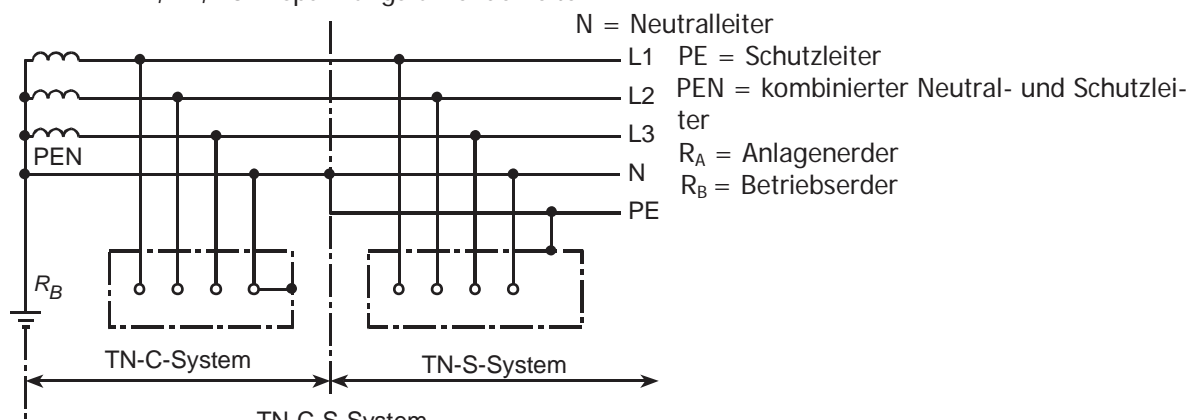 N = Neutralleiter
L1 PE = Schutzleiter
L2 PEN = kombinierter Neutral- und Schutzlei-
ter
L3
R_A = Anlagenerder
PEN
N
R_B = Betriebserder
PE
R_B
TN-C-System
TN-S-System
TN-C-S-System